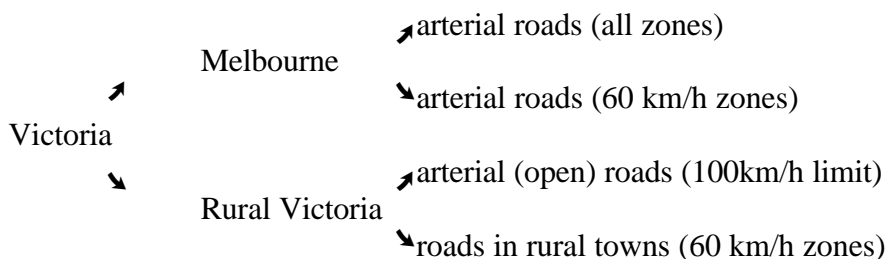 arterial roads (all zones)
Melbourne
arterial roads (60 km/h zones)
Victoria
arterial (open) roads (100km/h limit)
Rural Victoria
roads in rural towns (60 km/h zones)